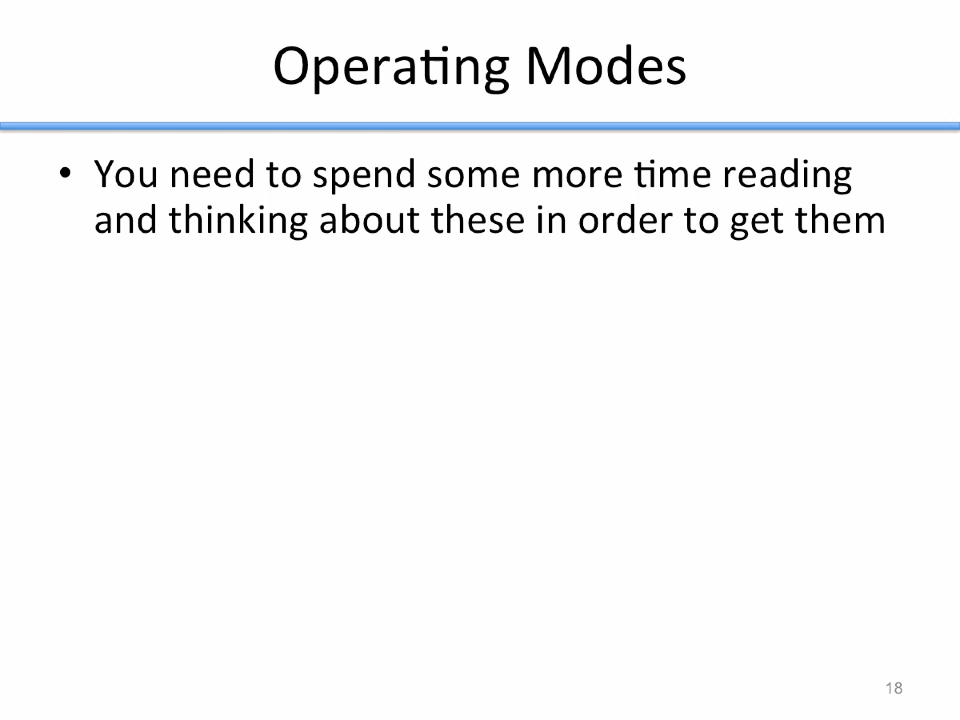 Operating Modes
• You need to spend some more time reading
and thinking about these in order to get them
18